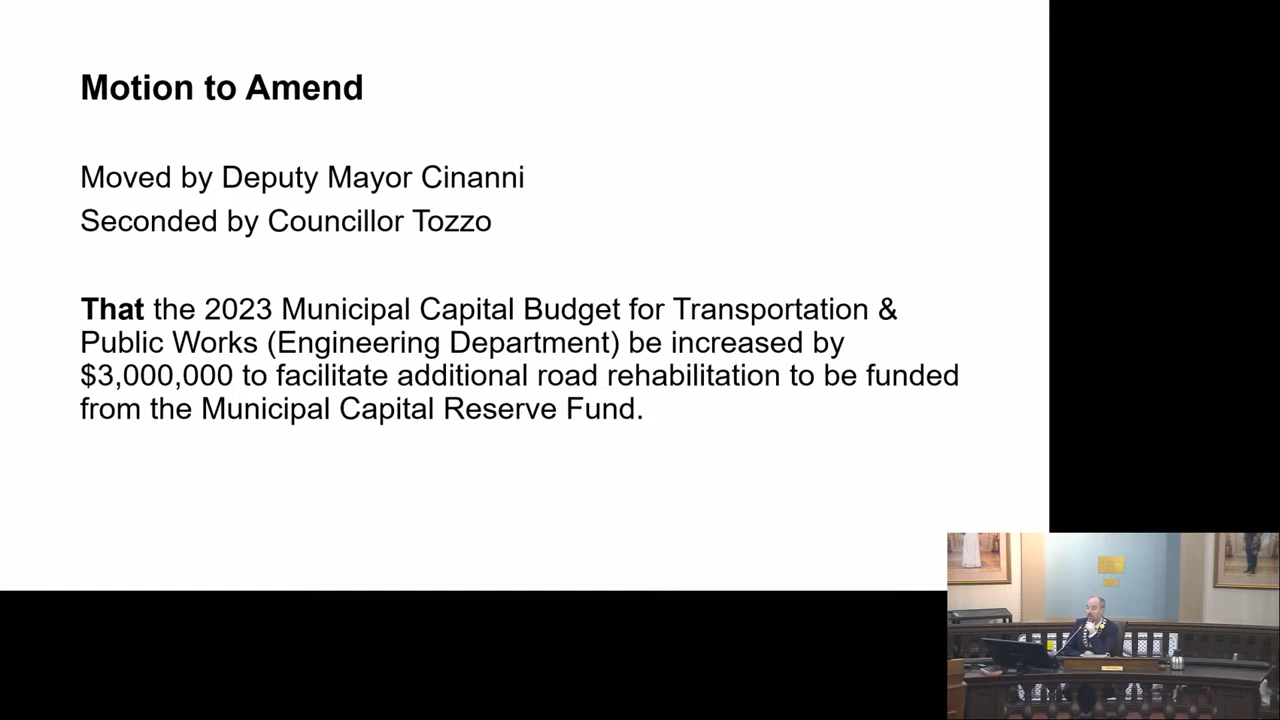 Motion to Amend
Moved by Deputy Mayor Cinanni
Seconded by Councillor Tozzo
That the 2023 Municipal Capital Budget for Transportation &
Public Works (Engineering Department) be increased by
$3,000,000 to facilitate additional road rehabilitation to be funded
from the Municipal Capital Reserve Fund.